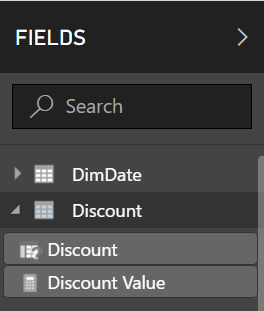 FIELDS
Search
DimDate
Discount
Discount
Discount Value